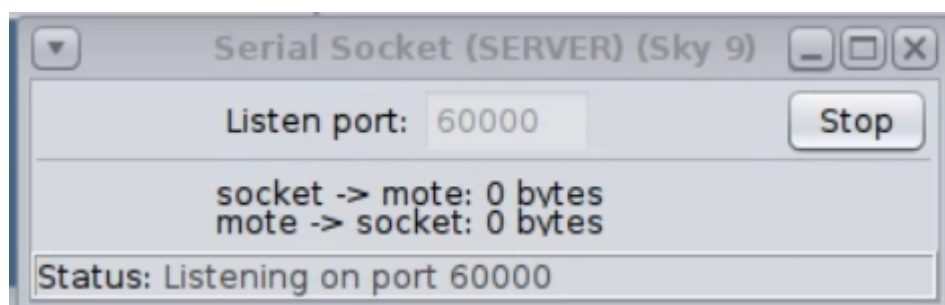 Serial Socket (SERVER) (Sky 9)
Listen port: 60000 Stop
socket -> mote: 0 bytes
mote -> socket: 0 bytes
Status: Listening on port 60000